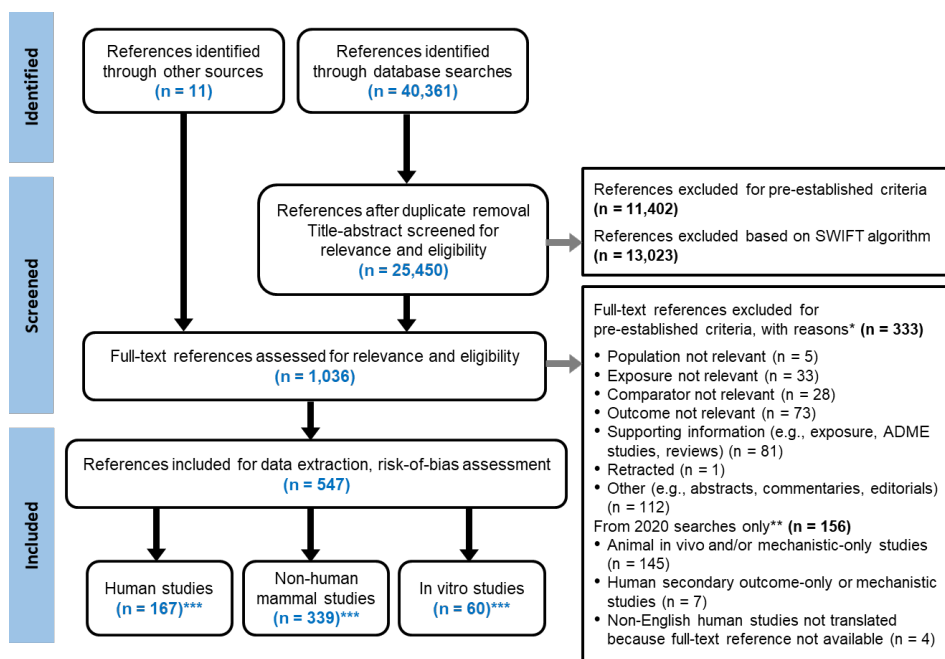 Identified
References identified
through other sources
(n = 11)
References identified
through database searches
(n = 40,361)
Screened
References after duplicate removal
Title-abstract screened for
relevance and eligibility
(n = 25,450)
References excluded for pre-established criteria
(n = 11,402)
References excluded based on SWIFT algorithm
(n = 13,023)
Full-text references assessed for relevance and eligibility
(n = 1,036)
Full-text references excluded for
pre-established criteria, with reasons* (n = 333)
• Population not relevant (n = 5)
• Exposure not relevant (n = 33)
• Comparator not relevant (n = 28)
• Outcome not relevant (n = 73)
• Supporting information (e.g., exposure, ADME
studies, reviews) (n = 81)
• Retracted (n = 1)
• Other (e.g., abstracts, commentaries, editorials)
(n = 112)
From 2020 searches only** (n = 156)
• Animal in vivo and/or mechanistic-only studies
(n = 145)
• Human secondary outcome-only or mechanistic
studies (n = 7)
• Non-English human studies not translated
because full-text reference not available (n = 4)
Included
References included for data extraction, risk-of-bias assessment
(n = 547)
Human studies
(n = 167)***
Non-human
mammal studies
(n = 339)***
In vitro studies
(n = 60)***